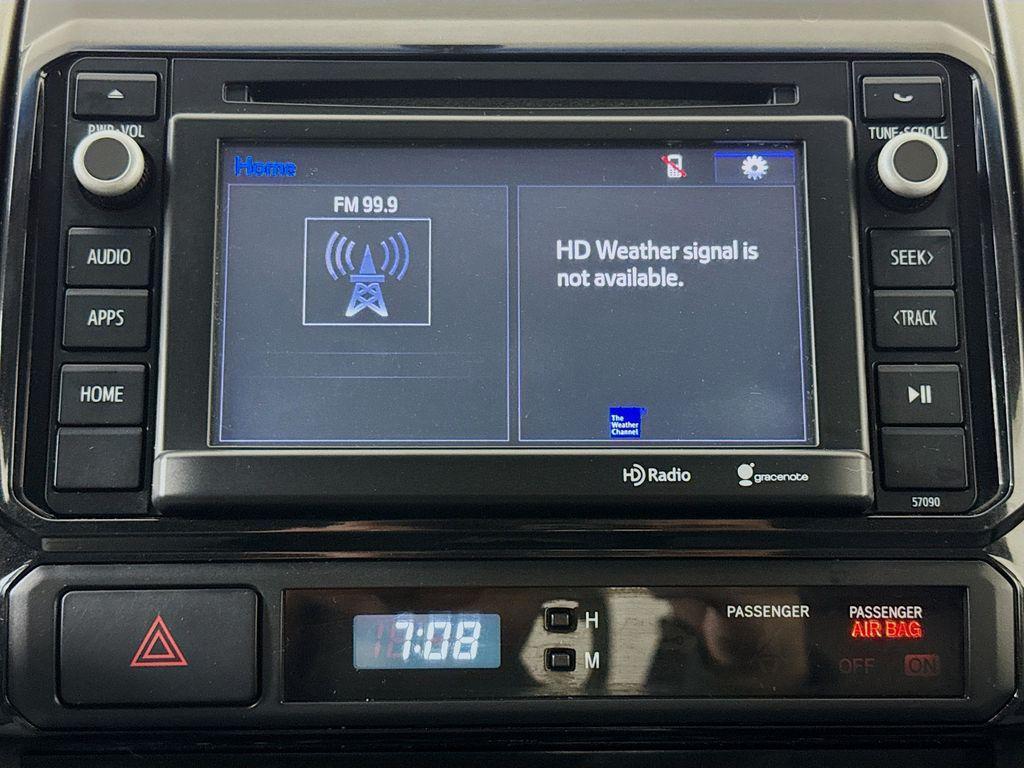 PWR·VOL
TUNE·SCROLL
Home
FM 99.9
HD Weather signal is
not available.
The
Weather
Channel
AUDIO
APPS
HOME
SEEK>
<TRACK
HD Radio
gracenote
57090
7:08
H
M
PASSENGER
PASSENGER
AIR BAG
OFF ON